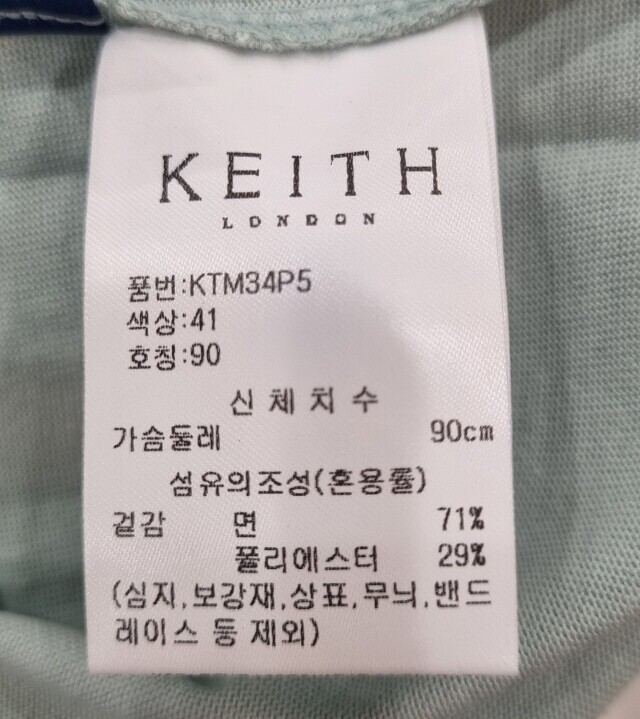 KEITH
LONDON
품번:KTM34P5
색상:41
호칭:90
신체치수
가슴둘레 90cm
섬유의조성(혼용률)
겉감 면 71%
폴리에스터 29%
(심지,보강재,상표,무늬,밴드
레이스 등 제외)